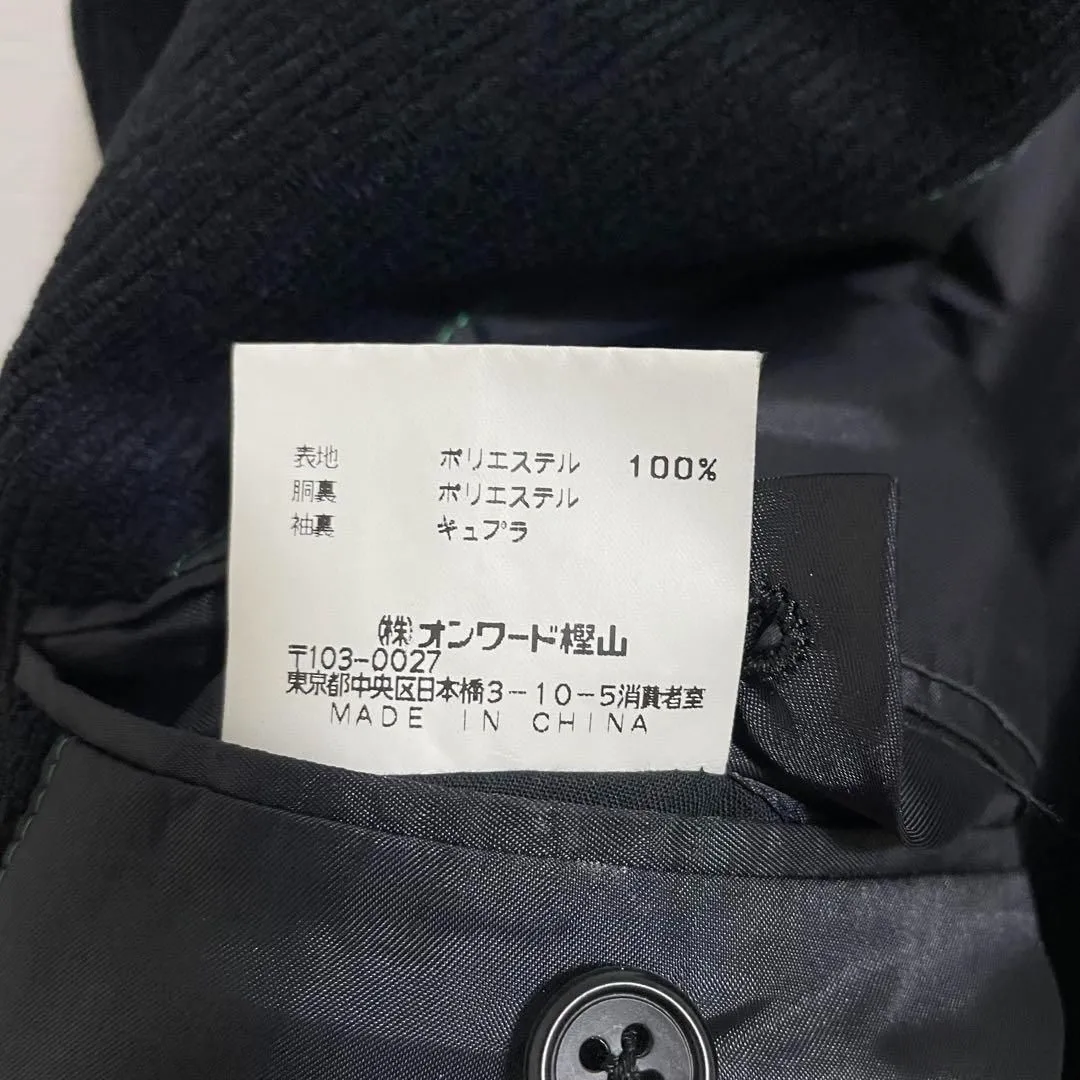 表地 ポリエステル 100%
胴裏 ポリエステル
袖裏 キュプラ
㈱オンワード樫山
〒103-0027
東京都中央区日本橋3-10-5消費者室
MADE IN CHINA